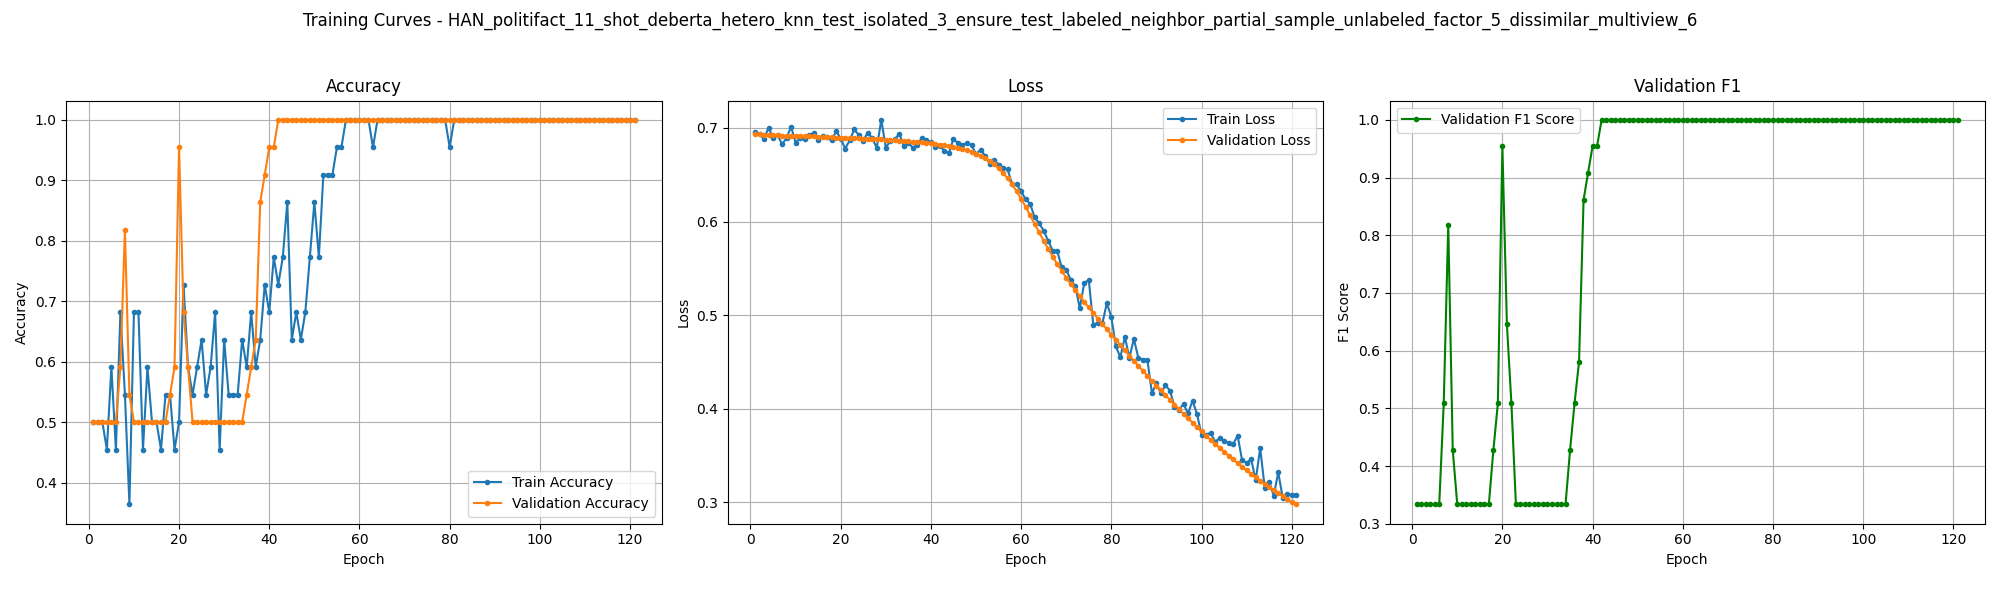 Training Curves - HAN_politifact_11_shot_deberta_hetero_knn_test_isolated_3_ensure_test_labeled_neighbor_partial_sample_unlabeled_factor_5_dissimilar_multiview_6
Accuracy
1.0
0.9
0.8
0.7
0.6
0.5
0.4
Accuracy
Train Accuracy
Validation Accuracy
0 20 40 60 80 100 120
Epoch
Loss
0.7
0.6
0.5
0.4
0.3
Loss
Train Loss
Validation Loss
0 20 40 60 80 100 120
Epoch
Validation F1
1.0
0.9
0.8
0.7
0.6
0.5
0.4
0.3
F1 Score
Validation F1 Score
0 20 40 60 80 100 120
Epoch